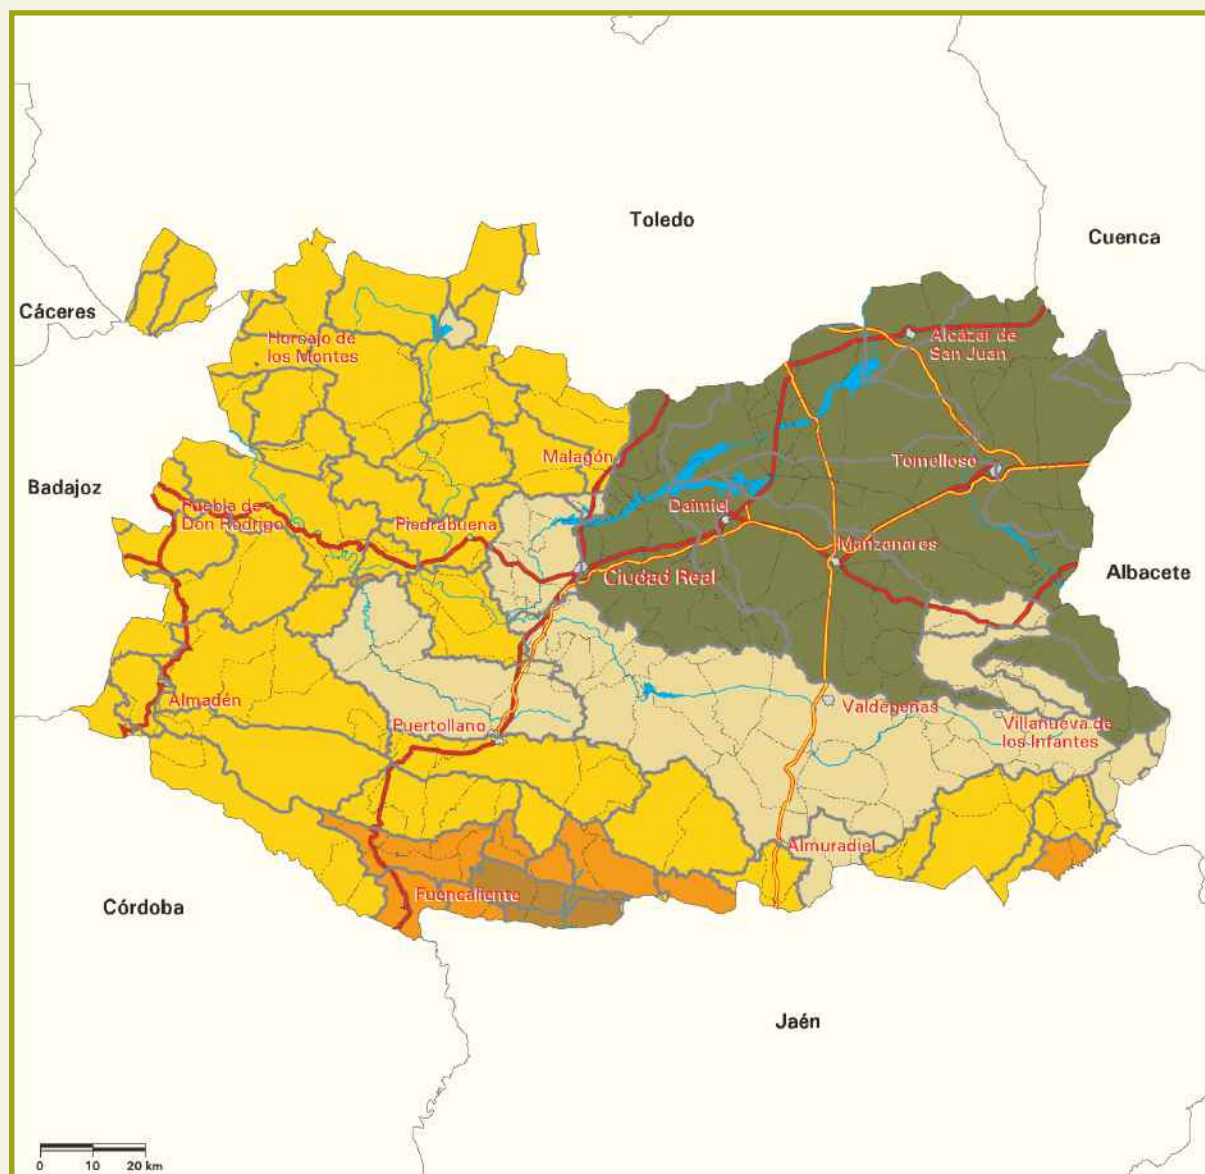 Toledo
Cuenca
Cáceres
Horcajo de
los Montes
Alcázar de
San Juan
Malagón
Tomelloso
Badajoz
Puebla de
Don Rodrigo
Piedrabuena
Daimiel
Manzanares
Ciudad Real
Albacete
Almadén
Valdepeñas
Puertollano
Villanueva de
los Infantes
Almuradiel
Fuencaliente
Córdoba
Jaén
0 10 20 km